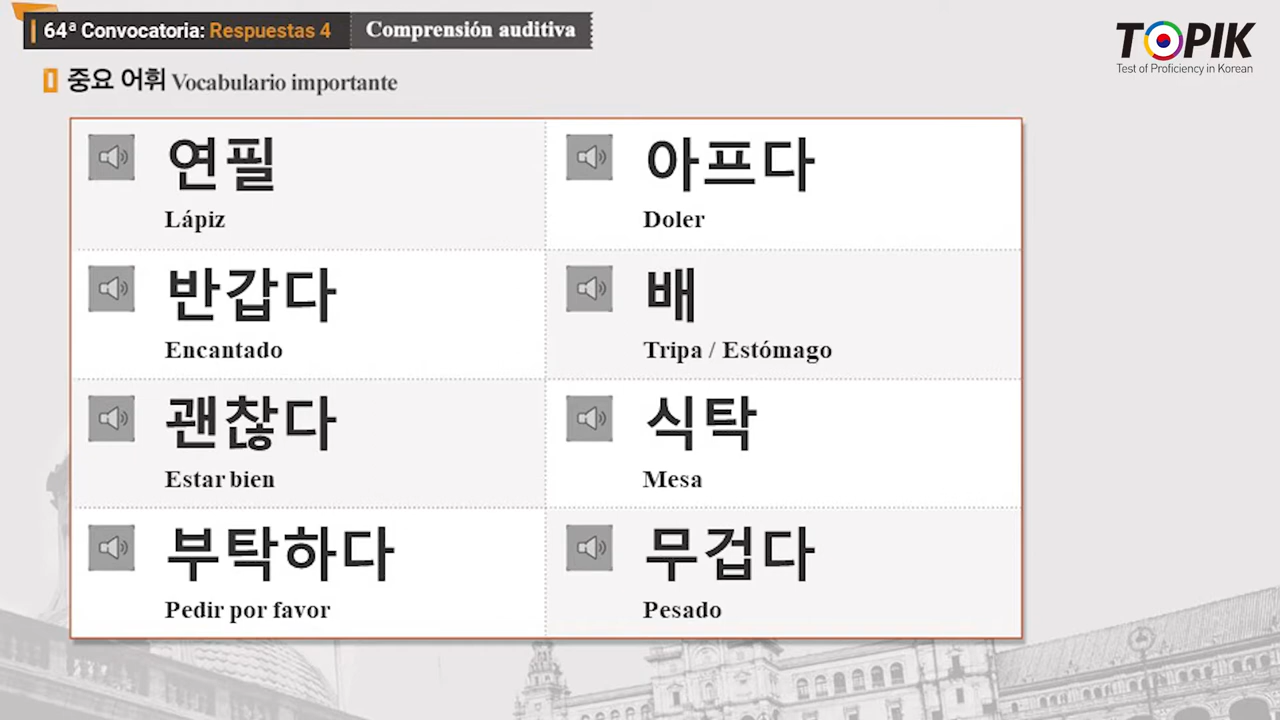 64ª Convocatoria: Respuestas 4
Comprensión auditiva
TOPIK
Test of Proficiency in Korean
중요 어휘 Vocabulario importante
연필
Lápiz
아프다
Doler
반갑다
Encantado
배
Tripa / Estómago
괜찮다
Estar bien
식탁
Mesa
부탁하다
Pedir por favor
무겁다
Pesado